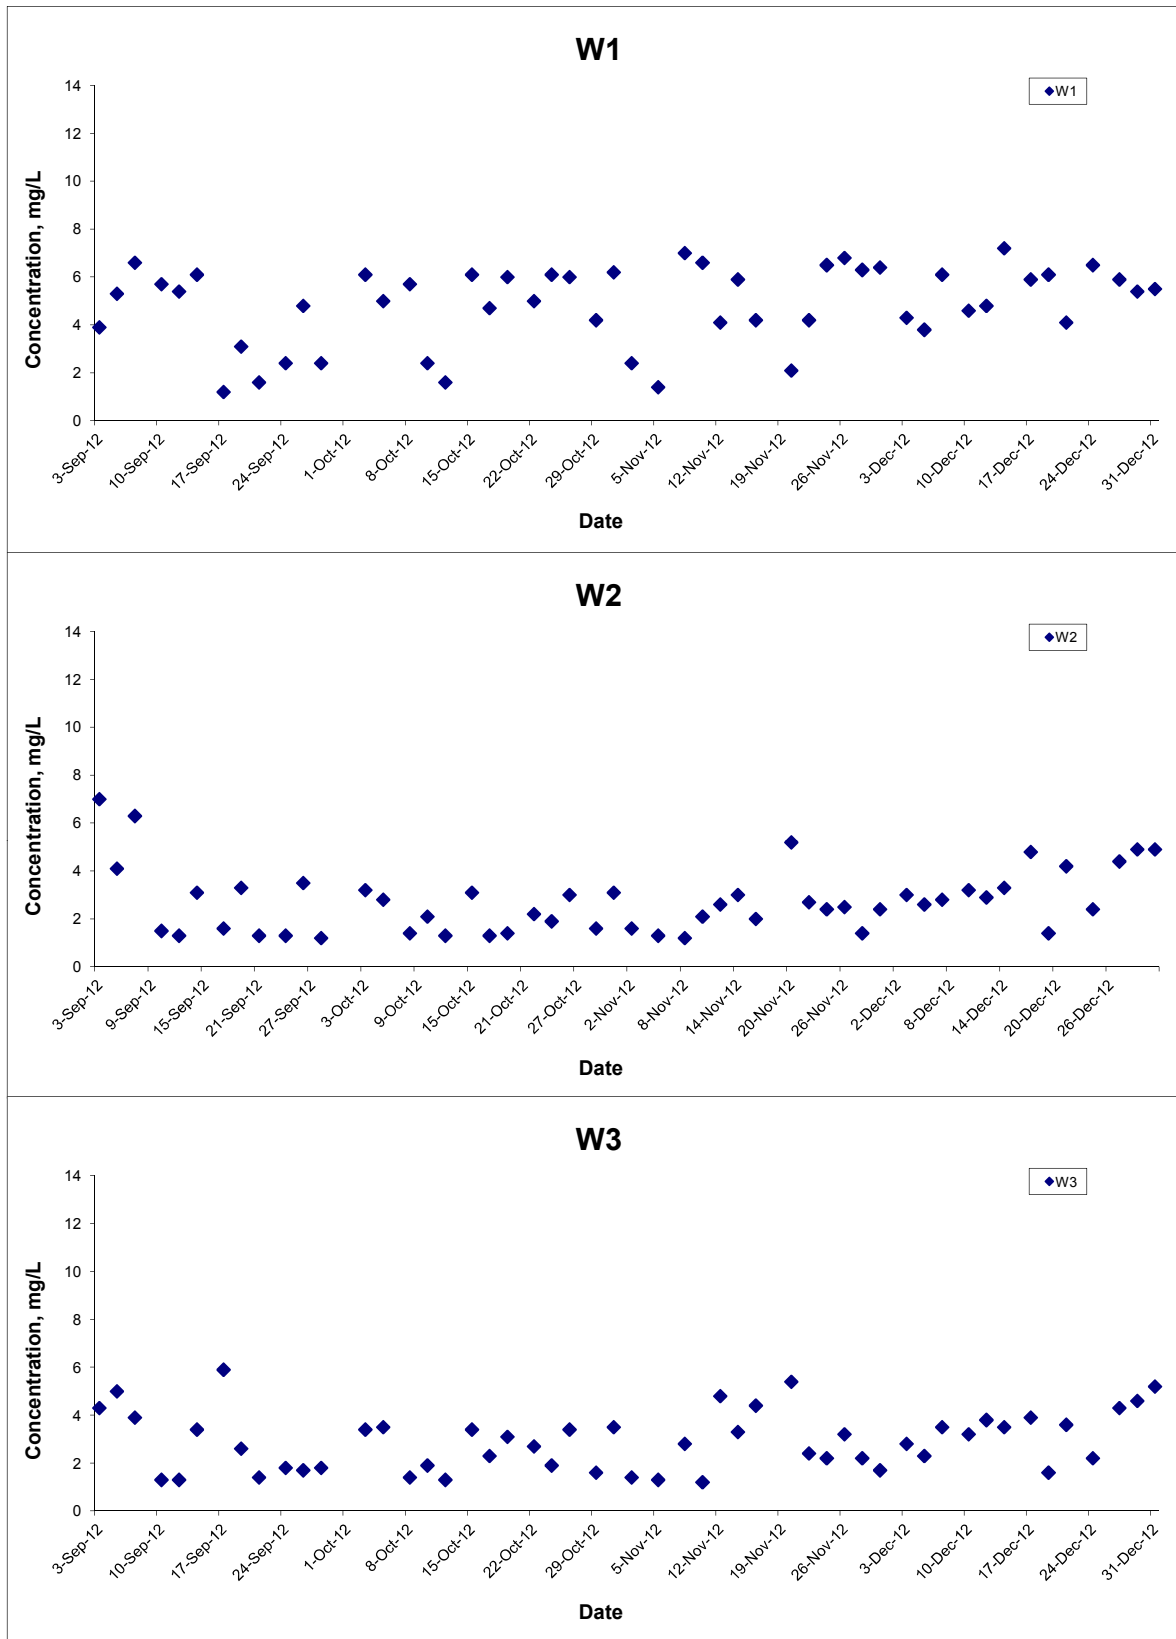 W1
W1
14
12
10
8
6
4
2
0
Concentration, mg/L
3-Sep-12 10-Sep-12 17-Sep-12 24-Sep-12 1-Oct-12 8-Oct-12 15-Oct-12 22-Oct-12 29-Oct-12 5-Nov-12 12-Nov-12 19-Nov-12 26-Nov-12 3-Dec-12 10-Dec-12 17-Dec-12 24-Dec-12 31-Dec-12
Date
W2
W2
14
12
10
8
6
4
2
0
Concentration, mg/L
3-Sep-12 9-Sep-12 15-Sep-12 21-Sep-12 27-Sep-12 3-Oct-12 9-Oct-12 15-Oct-12 21-Oct-12 27-Oct-12 2-Nov-12 8-Nov-12 14-Nov-12 20-Nov-12 26-Nov-12 2-Dec-12 8-Dec-12 14-Dec-12 20-Dec-12 26-Dec-12
Date
W3
W3
14
12
10
8
6
4
2
0
Concentration, mg/L
3-Sep-12 10-Sep-12 17-Sep-12 24-Sep-12 1-Oct-12 8-Oct-12 15-Oct-12 22-Oct-12 29-Oct-12 5-Nov-12 12-Nov-12 19-Nov-12 26-Nov-12 3-Dec-12 10-Dec-12 17-Dec-12 24-Dec-12 31-Dec-12
Date